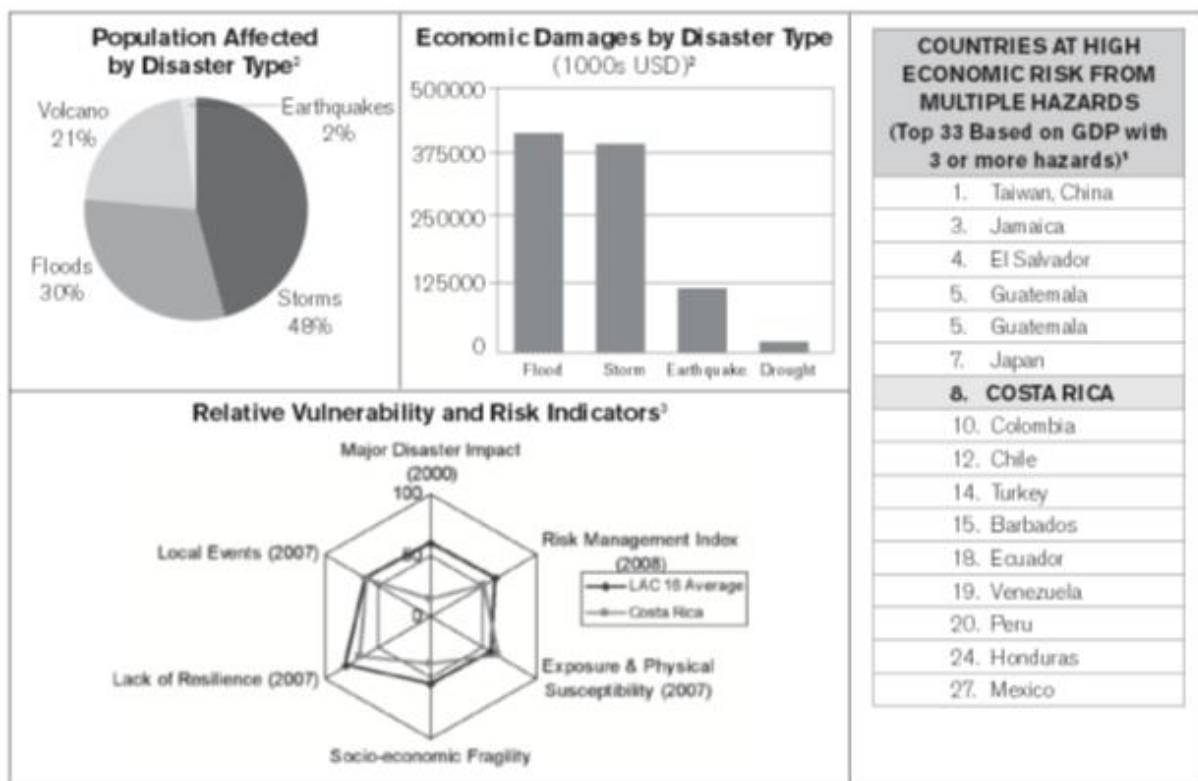 Population Affected
by Disaster Type²
Volcano
21%
Earthquakes
2%
Floods
30%
Storms
48%
Economic Damages by Disaster Type
(1000s USD)²
500000
375000
250000
125000
0
Flood Storm Earthquake Drought
Relative Vulnerability and Risk Indicators³
Major Disaster Impact
(2000)
100
Local Events (2007)
50
Risk Management Index
(2008)
LAC 16 Average
Costa Rica
0
Lack of Resilience (2007)
Exposure & Physical
Susceptibility (2007)
Socio-economic Fragility
COUNTRIES AT HIGH
ECONOMIC RISK FROM
MULTIPLE HAZARDS
(Top 33 Based on GDP with
3 or more hazards)¹
1. Taiwan, China
3. Jamaica
4. El Salvador
5. Guatemala
5. Guatemala
7. Japan
8. COSTA RICA
10. Colombia
12. Chile
14. Turkey
15. Barbados
18. Ecuador
19. Venezuela
20. Peru
24. Honduras
27. Mexico